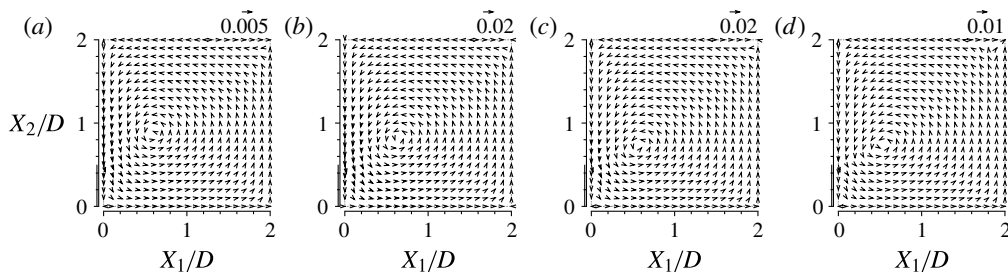 (a) 0.005 (b) 0.02 (c) 0.02 (d) 0.01
2 2 2 2
X₂/D 1 1 1 1
0 0 0 0
0 1 2 0 1 2 0 1 2 0 1 2
X₁/D X₁/D X₁/D X₁/D